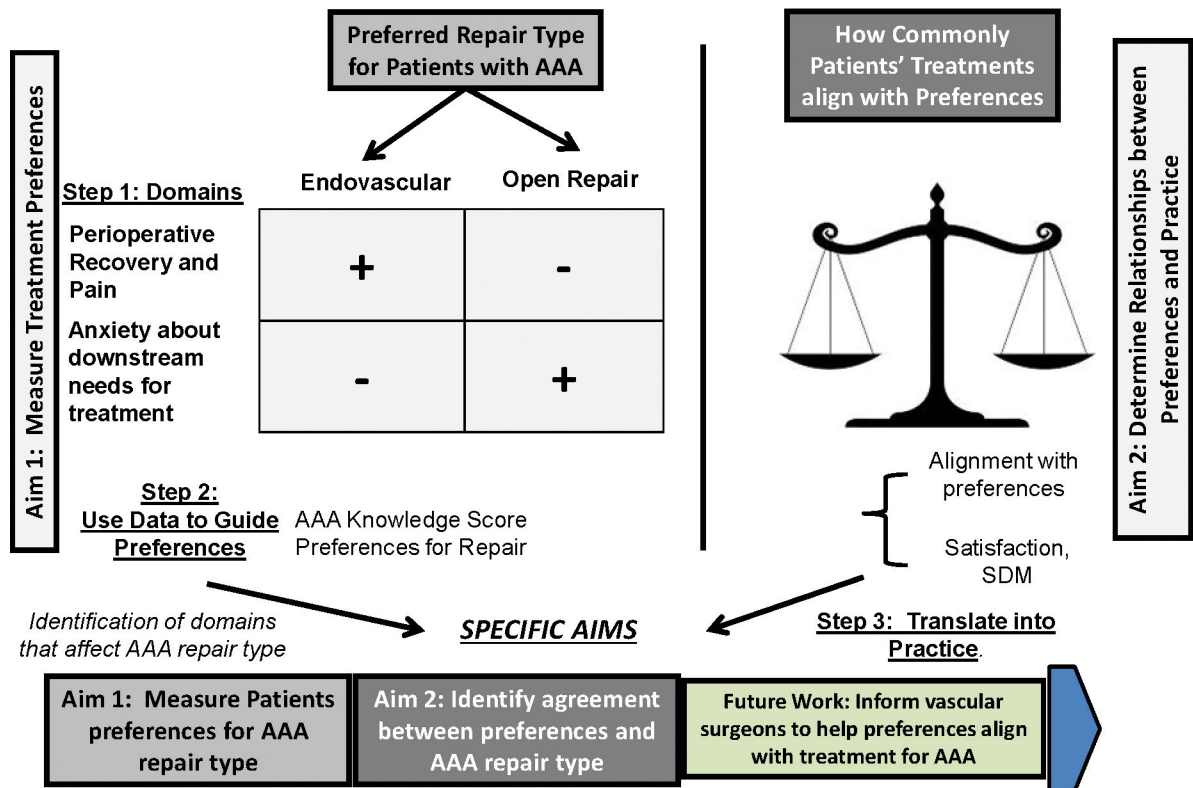 Aim 1:  Measure Treatment Preferences
Preferred Repair Type
for Patients with AAA
Endovascular
Open Repair
Step 1: Domains
Perioperative
Recovery and
Pain
+
-
Anxiety about
downstream
needs for
treatment
-
+
Step 2:
Use Data to Guide
Preferences
AAA Knowledge Score
Preferences for Repair
How Commonly
Patients’ Treatments
align with Preferences
Alignment with
preferences
Satisfaction,
SDM
Aim 2: Determine Relationships between
Preferences and Practice
Identification of domains
that affect AAA repair type
SPECIFIC AIMS
Step 3:  Translate into
Practice.
Aim 1:  Measure Patients
preferences for AAA
repair type
Aim 2: Identify agreement
between preferences and
AAA repair type
Future Work: Inform vascular
surgeons to help preferences align
with treatment for AAA